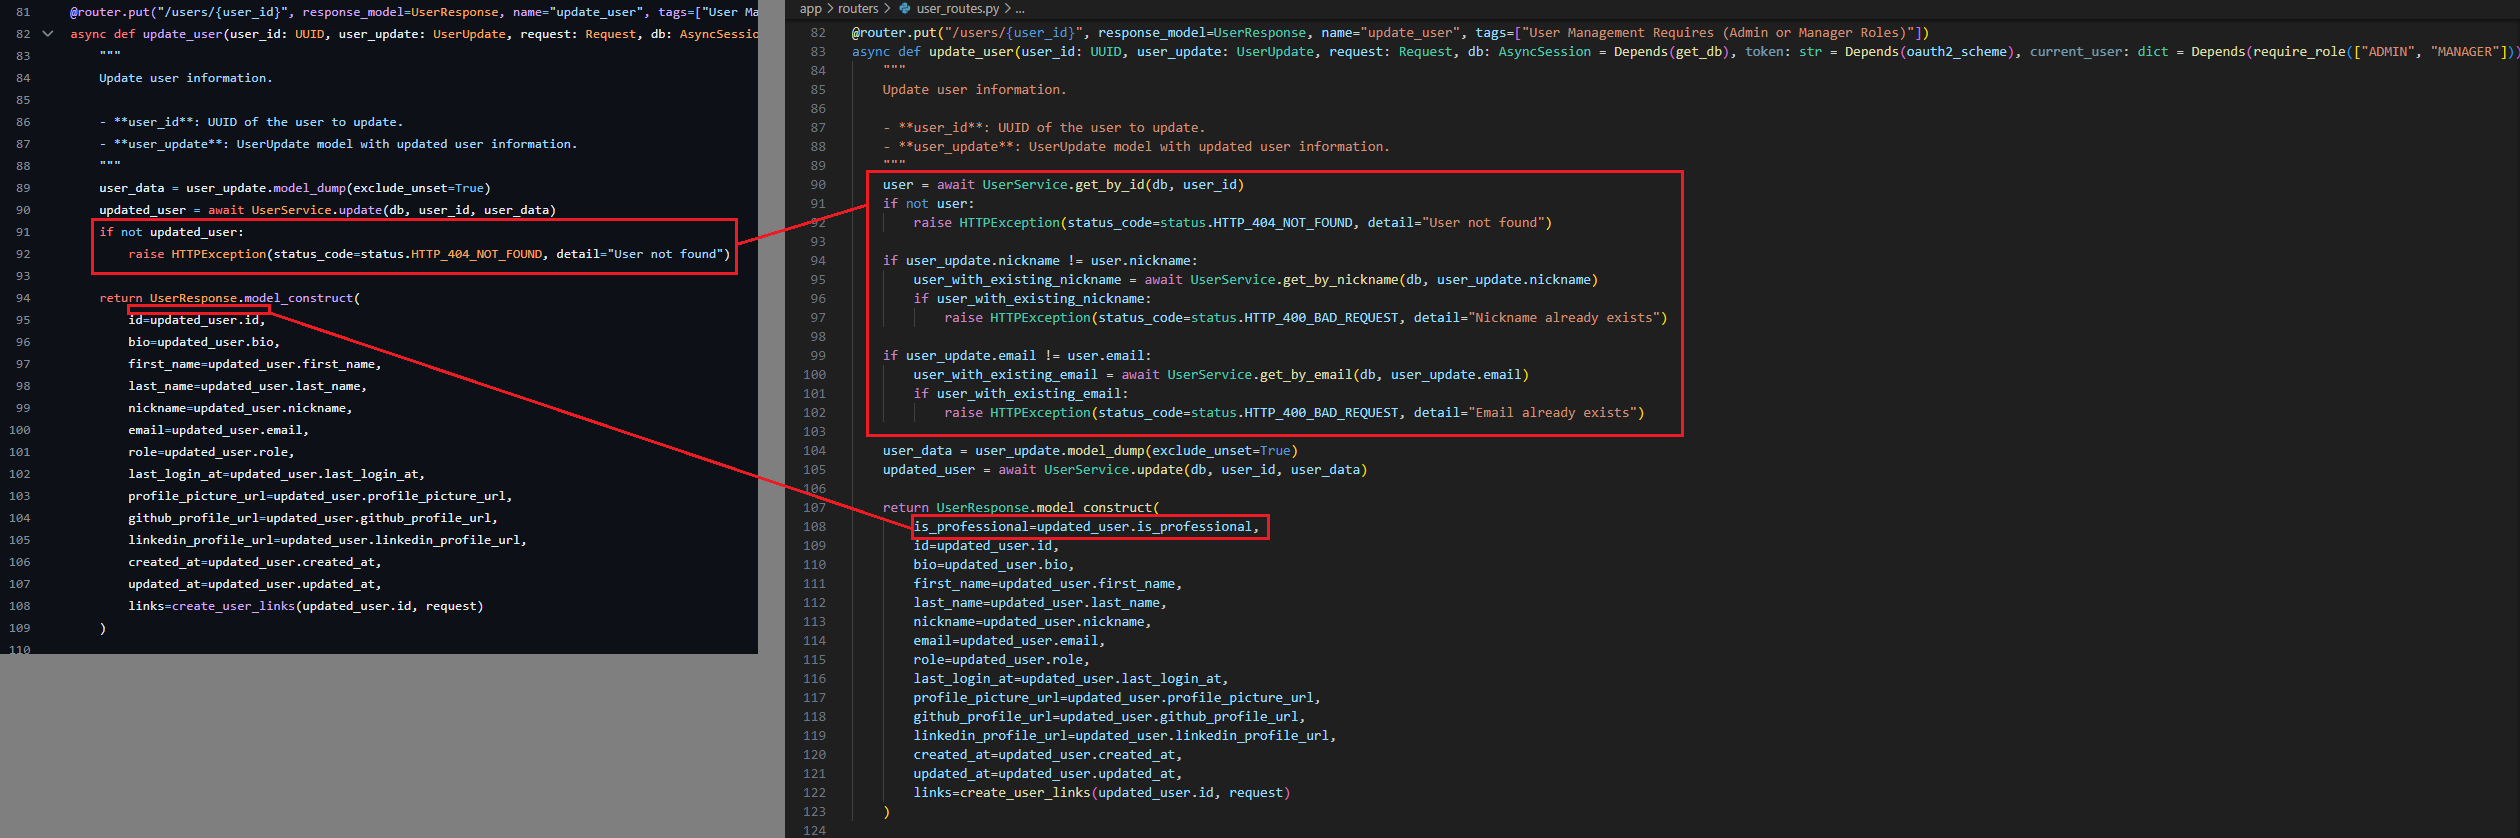 81 @router.put("/users/{user_id}", response_model=UserResponse, name="update_user", tags=["User Ma
82 async def update_user(user_id: UUID, user_update: UserUpdate, request: Request, db: AsyncSessio
83 """
84 Update user information.
85
86 - **user_id**: UUID of the user to update.
87 - **user_update**: UserUpdate model with updated user information.
88 """
89 user_data = user_update.model_dump(exclude_unset=True)
90 updated_user = await UserService.update(db, user_id, user_data)
91 if not updated_user:
92 raise HTTPException(status_code=status.HTTP_404_NOT_FOUND, detail="User not found")
93
94 return UserResponse.model_construct(
95 id=updated_user.id,
96 bio=updated_user.bio,
97 first_name=updated_user.first_name,
98 last_name=updated_user.last_name,
99 nickname=updated_user.nickname,
100 email=updated_user.email,
101 role=updated_user.role,
102 last_login_at=updated_user.last_login_at,
103 profile_picture_url=updated_user.profile_picture_url,
104 github_profile_url=updated_user.github_profile_url,
105 linkedin_profile_url=updated_user.linkedin_profile_url,
106 created_at=updated_user.created_at,
107 updated_at=updated_user.updated_at,
108 links=create_user_links(updated_user.id, request)
109 )
110
app > routers > user_routes.py > ...
82 @router.put("/users/{user_id}", response_model=UserResponse, name="update_user", tags=["User Management Requires (Admin or Manager Roles)"])
83 async def update_user(user_id: UUID, user_update: UserUpdate, request: Request, db: AsyncSession = Depends(get_db), token: str = Depends(oauth2_scheme), current_user: dict = Depends(require_role(["ADMIN", "MANAGER"]))
84 """
85 Update user information.
86
87 - **user_id**: UUID of the user to update.
88 - **user_update**: UserUpdate model with updated user information.
89 """
90 user = await UserService.get_by_id(db, user_id)
91 if not user:
92 raise HTTPException(status_code=status.HTTP_404_NOT_FOUND, detail="User not found")
93
94 if user_update.nickname != user.nickname:
95 user_with_existing_nickname = await UserService.get_by_nickname(db, user_update.nickname)
96 if user_with_existing_nickname:
97 raise HTTPException(status_code=status.HTTP_400_BAD_REQUEST, detail="Nickname already exists")
98
99 if user_update.email != user.email:
100 user_with_existing_email = await UserService.get_by_email(db, user_update.email)
101 if user_with_existing_email:
102 raise HTTPException(status_code=status.HTTP_400_BAD_REQUEST, detail="Email already exists")
103
104 user_data = user_update.model_dump(exclude_unset=True)
105 updated_user = await UserService.update(db, user_id, user_data)
106
107 return UserResponse.model_construct(
108 is_professional=updated_user.is_professional,
109 id=updated_user.id,
110 bio=updated_user.bio,
111 first_name=updated_user.first_name,
112 last_name=updated_user.last_name,
113 nickname=updated_user.nickname,
114 email=updated_user.email,
115 role=updated_user.role,
116 last_login_at=updated_user.last_login_at,
117 profile_picture_url=updated_user.profile_picture_url,
118 github_profile_url=updated_user.github_profile_url,
119 linkedin_profile_url=updated_user.linkedin_profile_url,
120 created_at=updated_user.created_at,
121 updated_at=updated_user.updated_at,
122 links=create_user_links(updated_user.id, request)
123 )
124